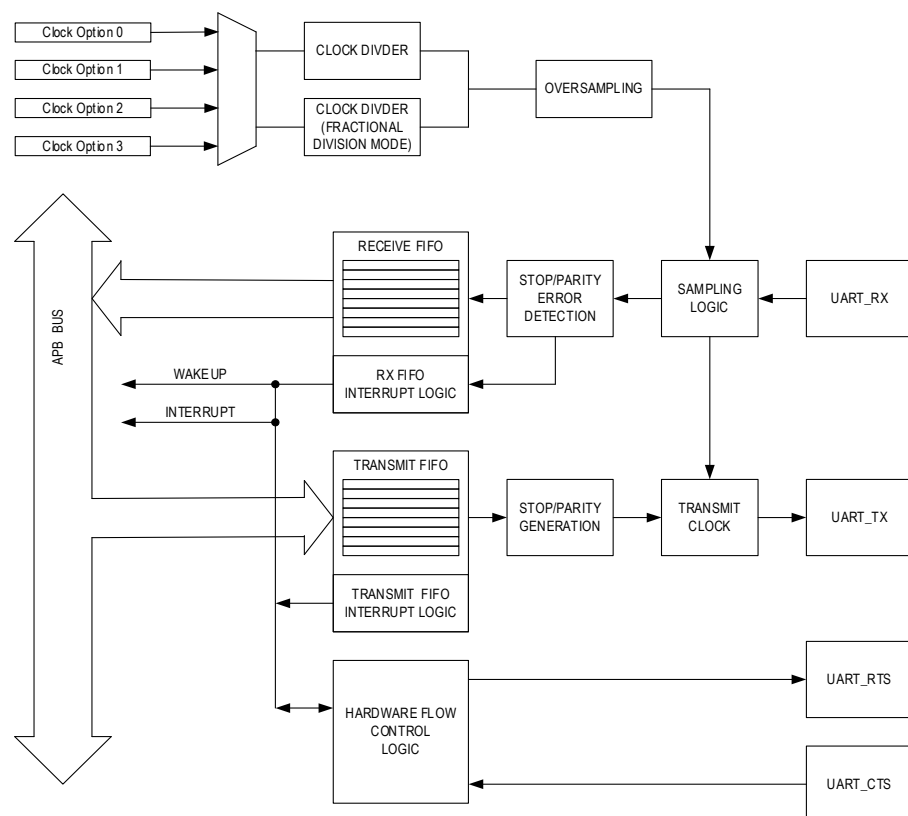 Clock Option 0
Clock Option 1
Clock Option 2
Clock Option 3
CLOCK DIVDER
CLOCK DIVDER
(FRACTIONAL
DIVISION MODE)
OVERSAMPLING
APB BUS
RECEIVE FIFO
RX FIFO
INTERRUPT LOGIC
STOP/PARITY
ERROR
DETECTION
SAMPLING
LOGIC
UART_RX
WAKEUP
INTERRUPT
TRANSMIT FIFO
TRANSMIT FIFO
INTERRUPT LOGIC
STOP/PARITY
GENERATION
TRANSMIT
CLOCK
UART_TX
HARDWARE FLOW
CONTROL
LOGIC
UART_RTS
UART_CTS